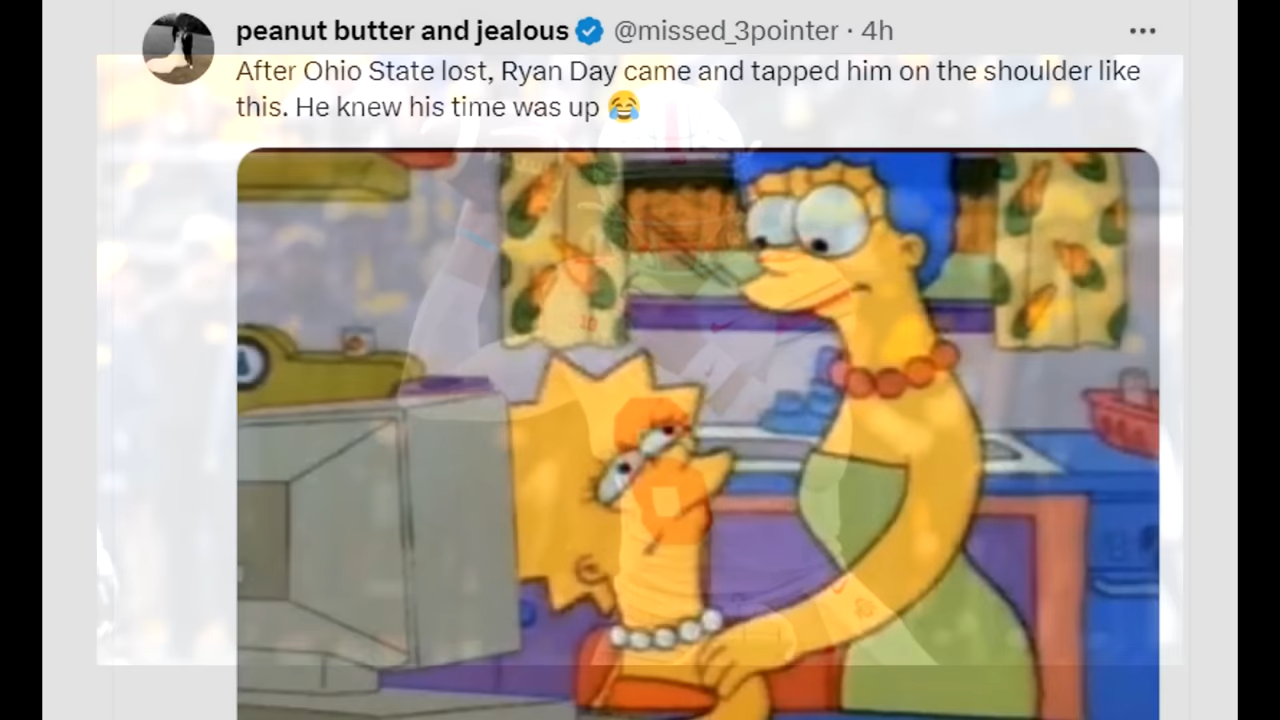 peanut butter and jealous @missed_3pointer · 4h
After Ohio State lost, Ryan Day came and tapped him on the shoulder like
this. He knew his time was up 😂
10